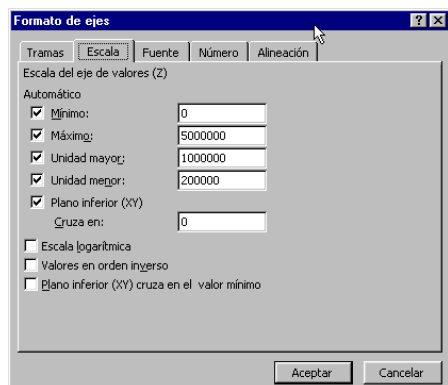 Formato de ejes
Tramas Escala Fuente Número Alineación
Escala del eje de valores (Z)
Automático
Mínimo: 0
Máximo: 5000000
Unidad mayor: 1000000
Unidad menor: 200000
Plano inferior (XY)
Cruza en: 0
Escala logarítmica
Valores en orden inverso
Plano inferior (XY) cruza en el valor mínimo
Aceptar Cancelar